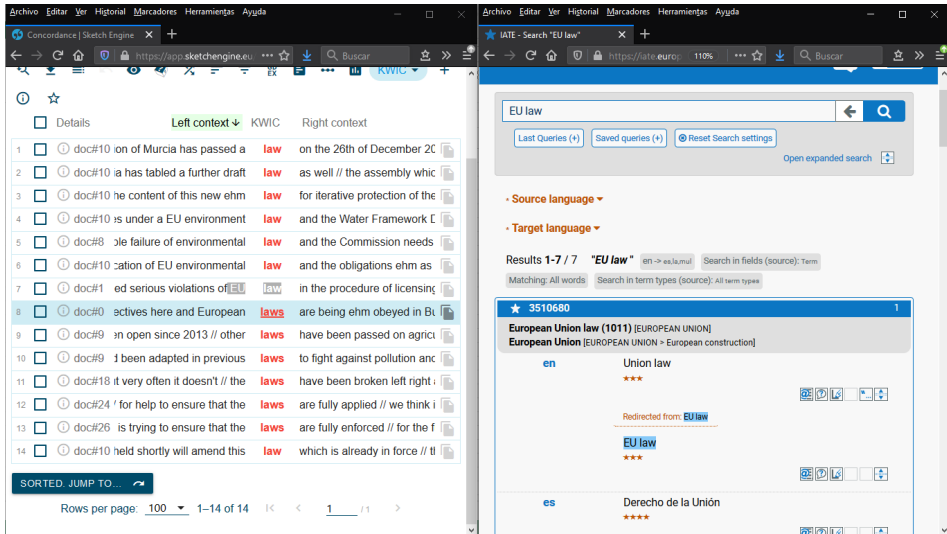 Archivo Editar Ver Historial Marcadores Herramientas Ayuda
Concordance | Sketch Engine
https://app.sketchengine.eu
Buscar
KWIC
Details Left context KWIC Right context
1 doc#10 ion of Murcia has passed a law on the 26th of December 20
2 doc#10 ia has tabled a further draft law as well // the assembly whic
3 doc#10 he content of this new ehm law for iterative protection of the
4 doc#10 es under a EU environment law and the Water Framework D
5 doc#8 ble failure of environmental law and the Commission needs
6 doc#10 cation of EU environmental law and the obligations ehm as
7 doc#1 ed serious violations of EU law in the procedure of licensing
8 doc#0 ectives here and European laws are being ehm obeyed in Bu
9 doc#9 en open since 2013 // other laws have been passed on agricu
10 doc#9 d been adapted in previous laws to fight against pollution and
11 doc#18 it very often it doesn't // the laws have been broken left right
12 doc#24 for help to ensure that the laws are fully applied // we think i
13 doc#26 is trying to ensure that the laws are fully enforced // for the f
14 doc#10 held shortly will amend this law which is already in force // tl
SORTED. JUMP TO...
Rows per page: 100 1–14 of 14 1 / 1
Archivo Editar Ver Historial Marcadores Herramientas Ayuda
IATE - Search "EU law"
https://iate.europ 110% Buscar
EU law
Last Queries (+) Saved queries (+) Reset Search settings
Open expanded search
Source language
Target language
Results 1-7 / 7 "EU law" en -> es,la,mul Search in fields (source): Term
Matching: All words Search in term types (source): All term types
3510680 1
European Union law (1011) [EUROPEAN UNION]
European Union [EUROPEAN UNION > European construction]
en Union law
Redirected from: EU law
EU law
es Derecho de la Unión